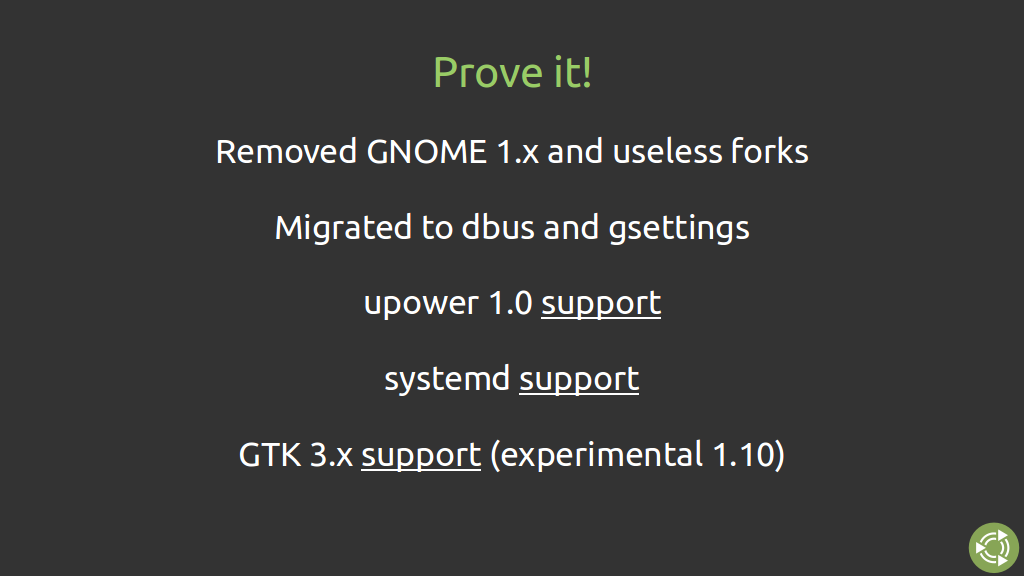 Prove it!
Removed GNOME 1.x and useless forks
Migrated to dbus and gsettings
upower 1.0 support
systemd support
GTK 3.x support (experimental 1.10)